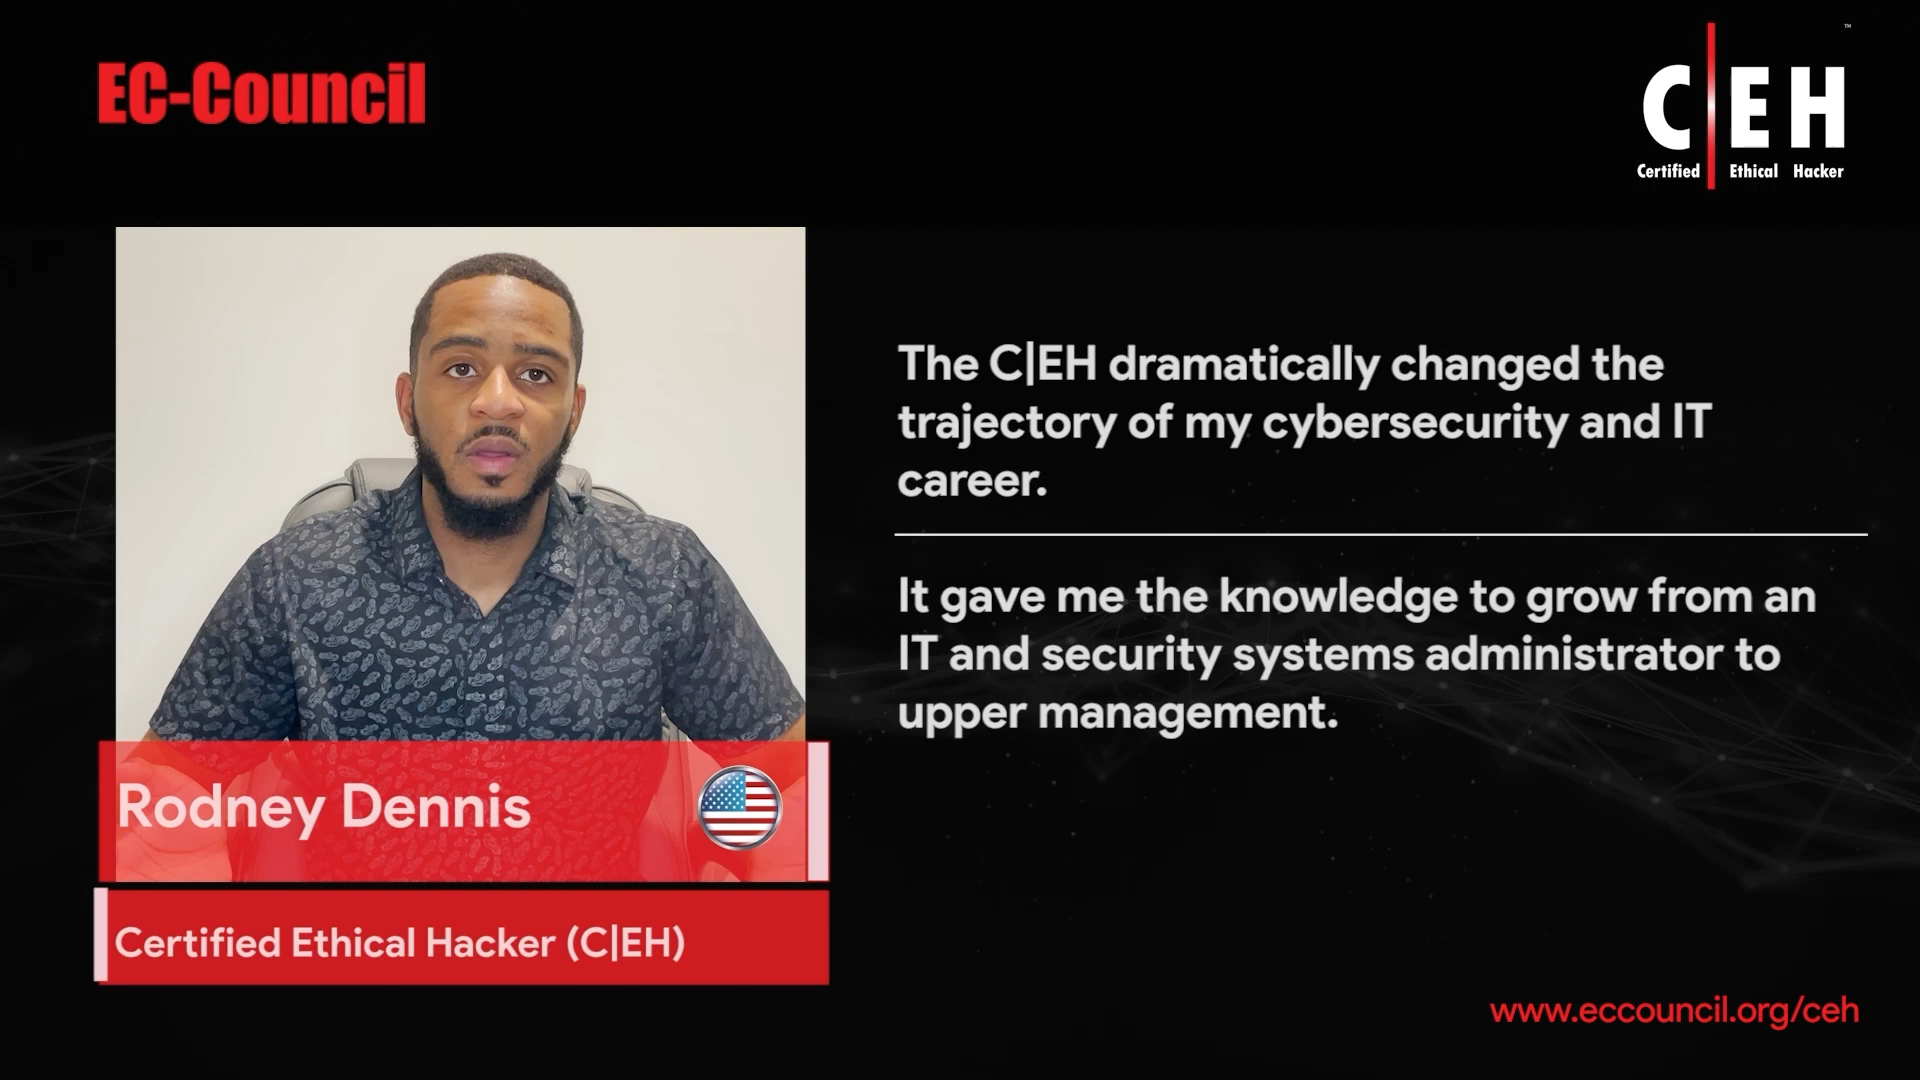 EC-Council
™
C|EH
Certified Ethical Hacker
The C|EH dramatically changed the
trajectory of my cybersecurity and IT
career.
It gave me the knowledge to grow from an
IT and security systems administrator to
upper management.
Rodney Dennis
Certified Ethical Hacker (C|EH)
www.eccouncil.org/ceh